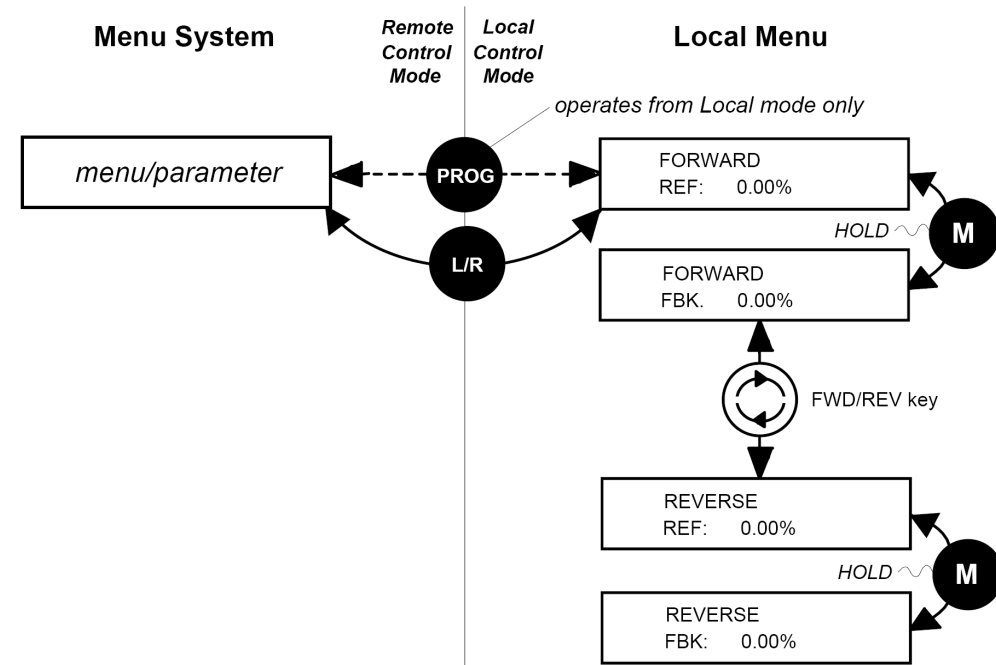 Menu System
Remote
Control
Mode
Local
Control
Mode
Local Menu
operates from Local mode only
menu/parameter
PROG
FORWARD
REF: 0.00%
L/R
HOLD
M
FORWARD
FBK. 0.00%
FWD/REV key
REVERSE
REF: 0.00%
HOLD
M
REVERSE
FBK: 0.00%